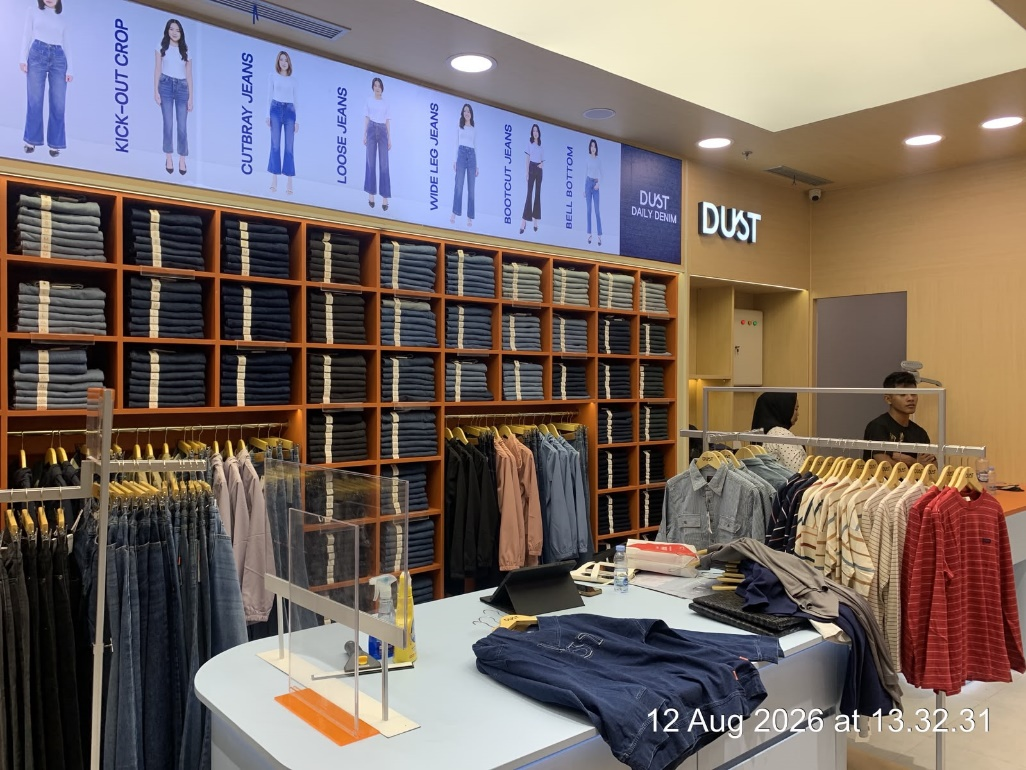 KICK-OUT CROP
CUTBRAY JEANS
LOOSE JEANS
WIDE LEG JEANS
BOOTCUT JEANS
BELL BOTTOM
DUST
DAILY DENIM
DUST
12 Aug 2026 at 13.32.31